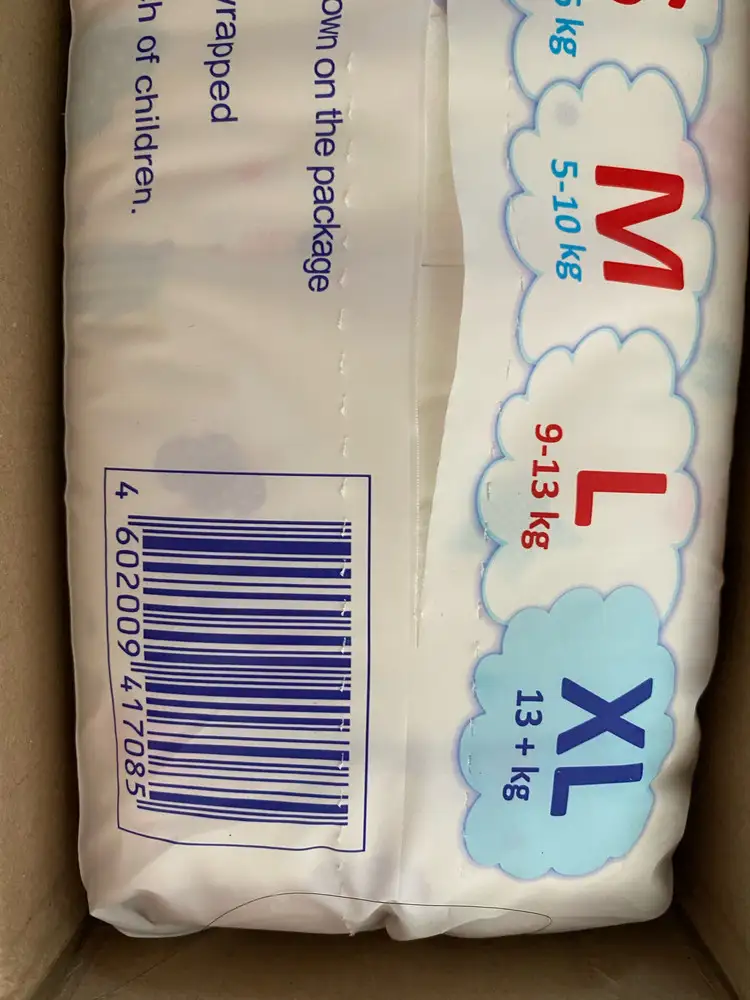 kg
M
5-10 kg
L
9-13 kg
XL
13 + kg
own on the package
rapped
h of children.
4 602009 417085